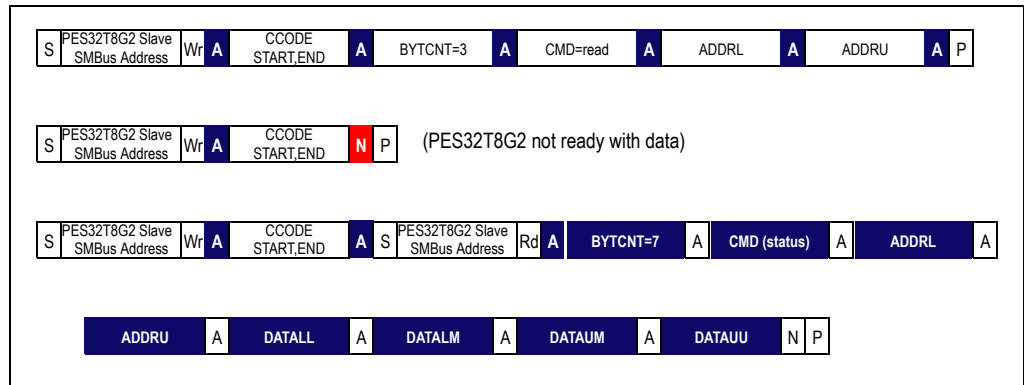 S PES32T8G2 Slave SMBus Address Wr A CCODE START,END A BYTCNT=3 A CMD=read A ADDRL A ADDRU A P
S PES32T8G2 Slave SMBus Address Wr A CCODE START,END N P (PES32T8G2 not ready with data)
S PES32T8G2 Slave SMBus Address Wr A CCODE START,END A S PES32T8G2 Slave SMBus Address Rd A BYTCNT=7 A CMD (status) A ADDRL A
ADDRU A DATALL A DATALM A DATAUM A DATAUU N P